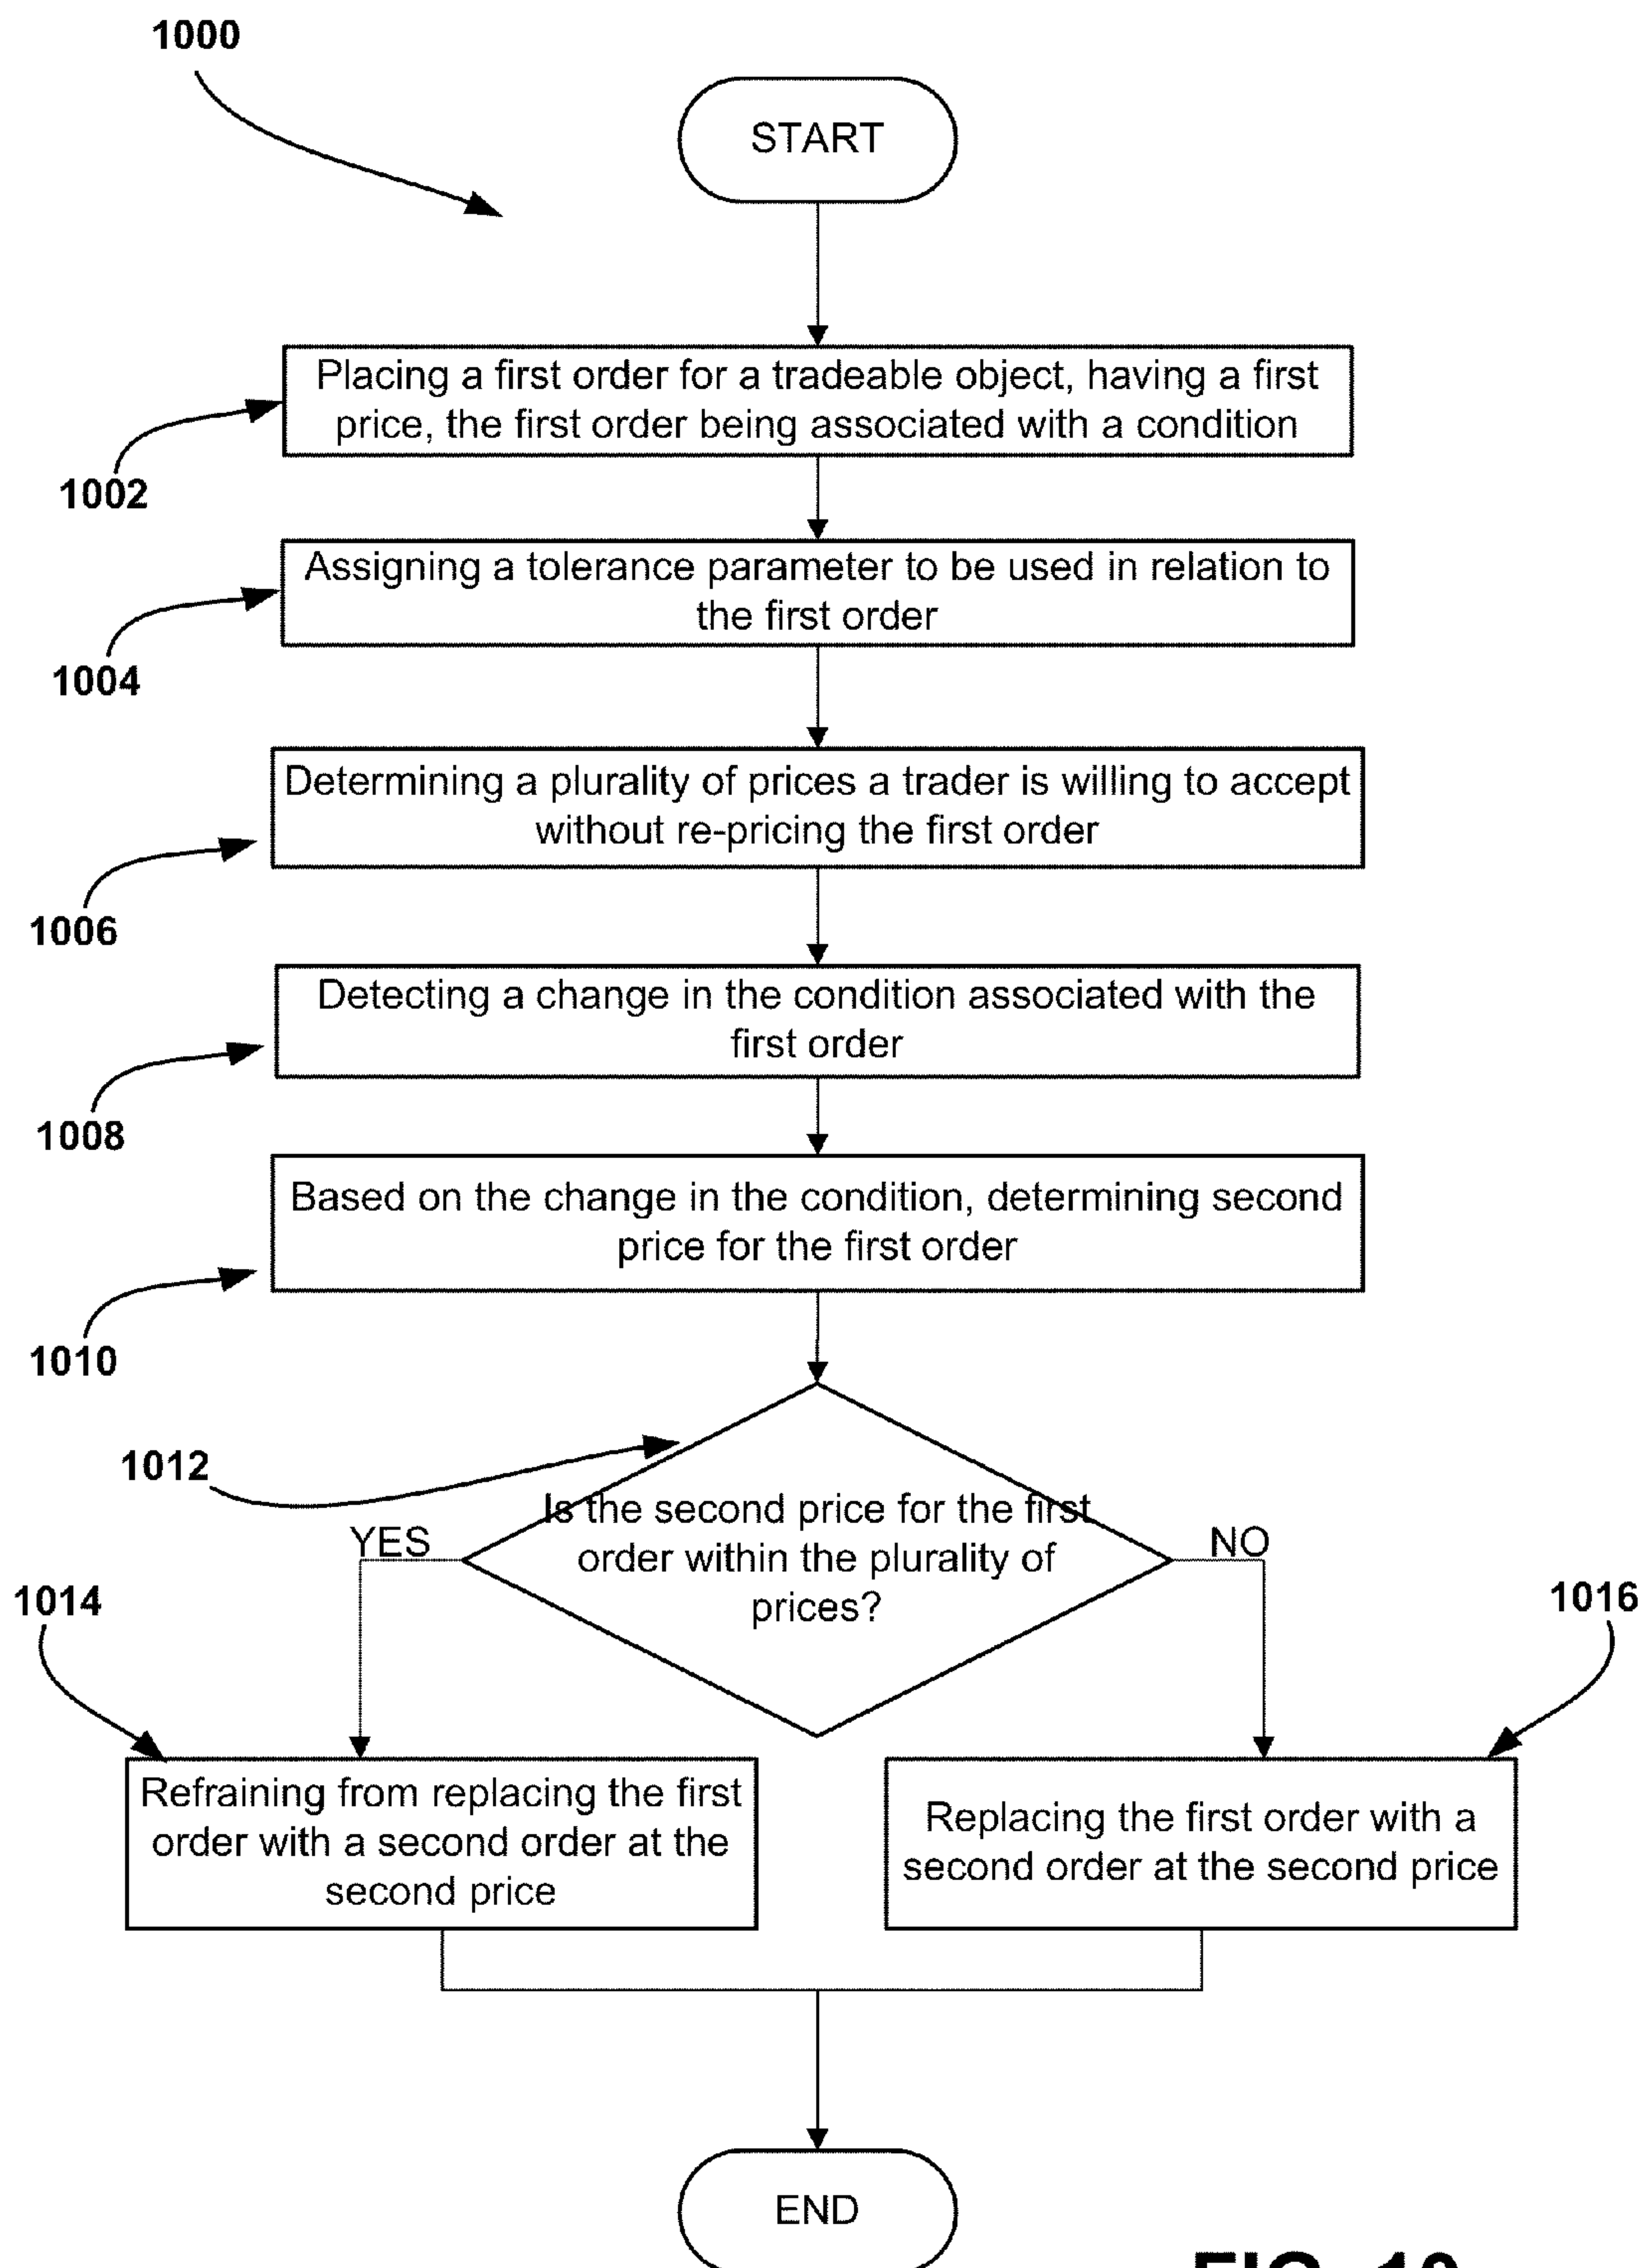 1000
START
Placing a first order for a tradeable object, having a first
price, the first order being associated with a condition
1002
Assigning a tolerance parameter to be used in relation to
the first order
1004
Determining a plurality of prices a trader is willing to accept
without re-pricing the first order
1006
Detecting a change in the condition associated with the
first order
1008
Based on the change in the condition, determining second
price for the first order
1010
1012
Is the second price for the first
order within the plurality of
prices?
YES
NO
1014
1016
Refraining from replacing the first
order with a second order at the
second price
Replacing the first order with a
second order at the second price
END
FIG. 10